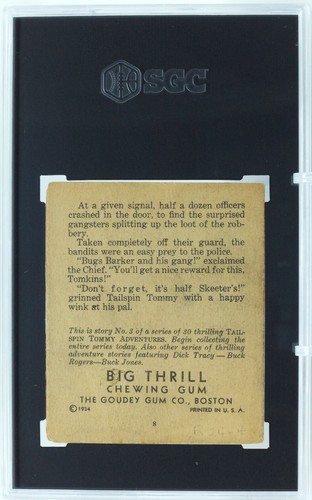 SGC
At a given signal, half a dozen officers
crashed in the door, to find the surprised
gangsters splitting up the loot of the rob-
bery.
Taken completely off their guard, the
bandits were an easy prey to the police.
"Bugs Barker and his gang!" exclaimed
the Chief. "You'll get a nice reward for this,
Tomkins!"
"Don't forget, it's half Skeeter's!"
grinned Tailspin Tommy with a happy
wink at his pal.
This is story No. 2 of a series of 30 thrilling TAIL-
SPIN TOMMY ADVENTURES. Begin collecting the
entire series today. Also other series of thrilling
adventure stories featuring Dick Tracy—Buck
Rogers—Buck Jones.
BIG THRILL
CHEWING GUM
THE GOUDEY GUM CO., BOSTON
©1934 PRINTED IN U. S. A.
8